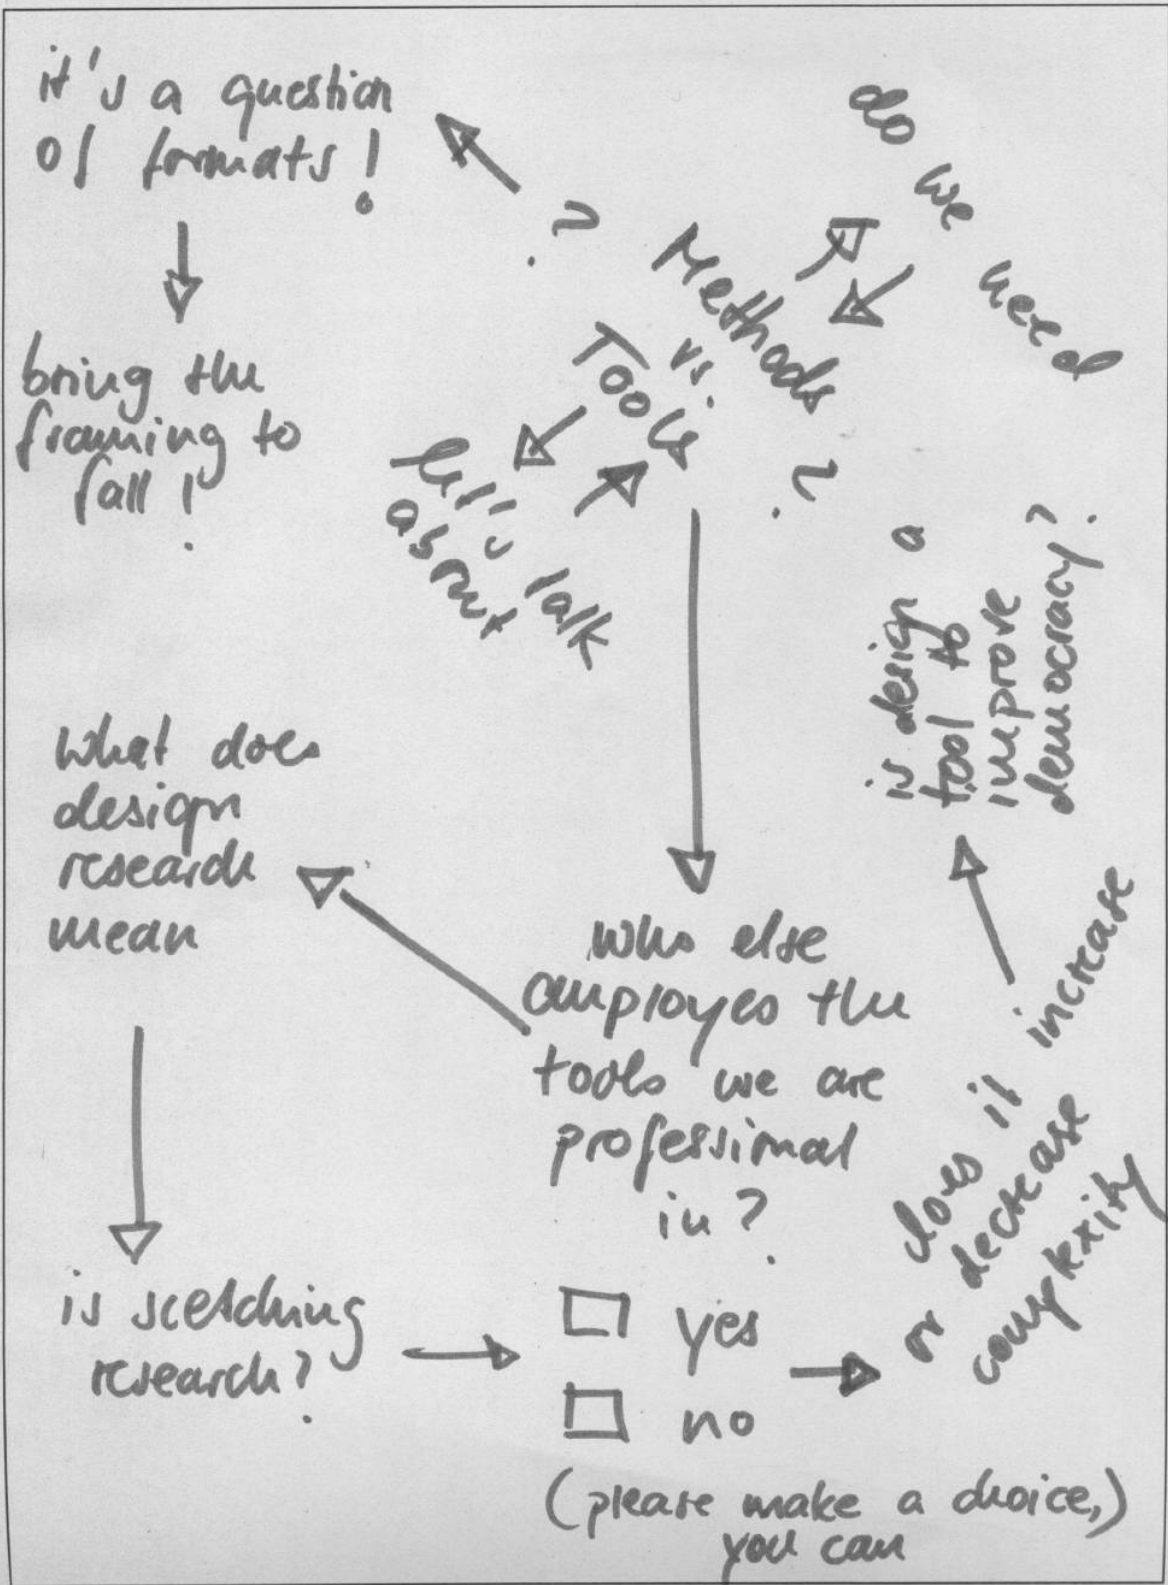 it's a question
of formats!
bring the
framing to
fall!
do we need
?
Methods
vs.
Tools
?
let's talk
about
is design a
tool to
improve
democracy?
What does
design
research
mean
who else
employes the
tools we are
professional
in?
is scetching
research?
yes
no
(please make a choice,)
you can
does it increase
or decrease
complexity